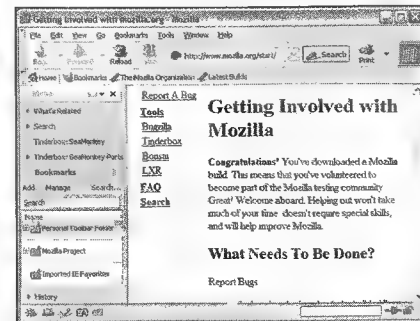 Getting Involved with mozilla.org - Mozilla
File Edit View Go Bookmarks Tools Window Help
Back Forward Reload Stop http://www.mozilla.org/start/ Search Print
Home Bookmarks The Mozilla Organization Latest Builds
What's Related
Search
Tinderbox: SeaMonkey
Tinderbox: SeaMonkey-Ports
Bookmarks
Add Manage Search...
Search
Name
Personal Toolbar Folder
Mozilla Project
Imported IE Favorites
History
Report A Bug
Tools
Bugzilla
Tinderbox
Bonsai
LXR
FAQ
Search
Getting Involved with
Mozilla
Congratulations! You've downloaded a Mozilla
build. This means that you've volunteered to
become part of the Mozilla testing community.
Great! Welcome aboard. Helping out won't take
much of your time, doesn't require special skills,
and will help improve Mozilla.
What Needs To Be Done?
Report Bugs